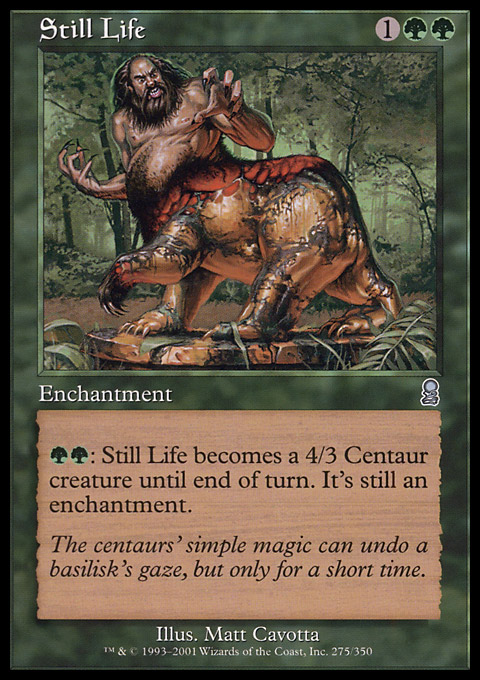 Still Life 1
Enchantment
: Still Life becomes a 4/3 Centaur
creature until end of turn. It's still an
enchantment.
The centaurs' simple magic can undo a
basilisk's gaze, but only for a short time.
Illus. Matt Cavotta
™ & © 1993–2001 Wizards of the Coast, Inc. 275/350